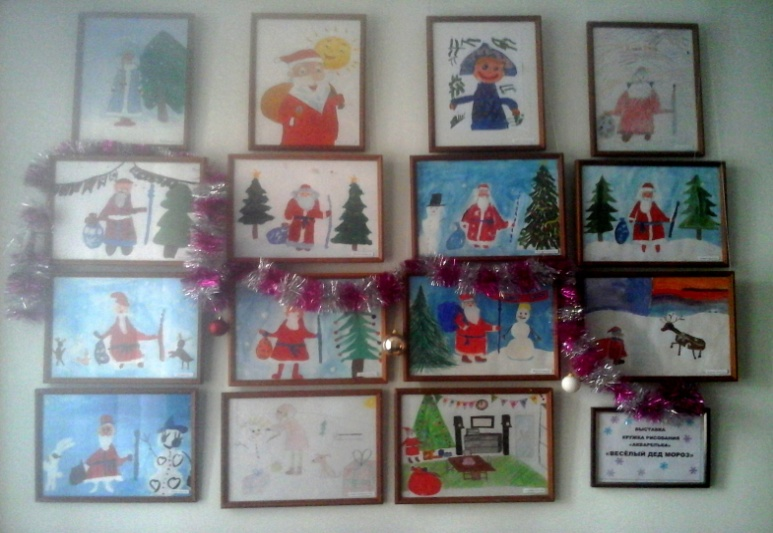 ВЫСТАВКА
КРУЖКА РИСОВАНИЯ
«АКВАРЕЛЬКА»
«ВЕСЁЛЫЙ ДЕД МОРОЗ»